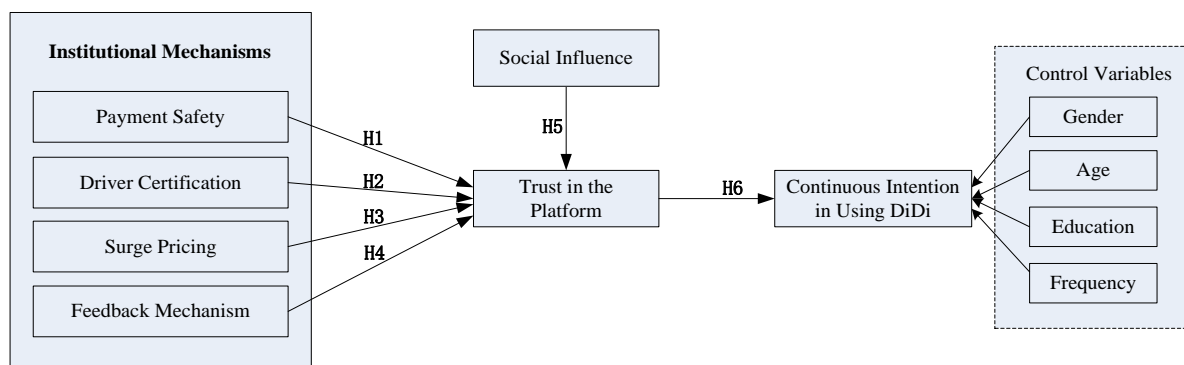 Institutional Mechanisms
Payment Safety
Driver Certification
Surge Pricing
Feedback Mechanism
H1
H2
H3
H4
Social Influence
H5
Trust in the
Platform
H6
Continuous Intention
in Using DiDi
Control Variables
Gender
Age
Education
Frequency